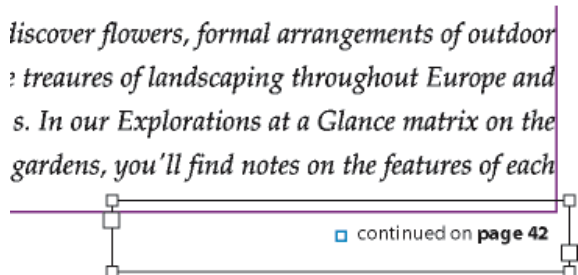 discover flowers, formal arrangements of outdoor
treaures of landscaping throughout Europe and
s. In our Explorations at a Glance matrix on the
gardens, you'll find notes on the features of each
continued on page 42